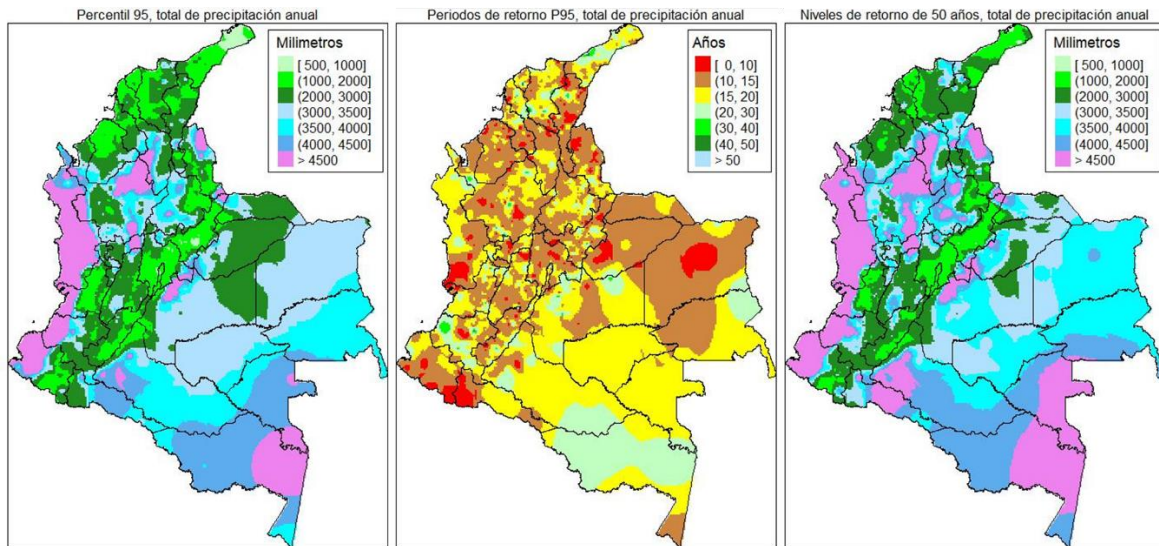 Percentil 95, total de precipitación anual
Milimetros
[ 500, 1000]
(1000, 2000]
(2000, 3000]
(3000, 3500]
(3500, 4000]
(4000, 4500]
> 4500
Periodos de retorno P95, total de precipitación anual
Años
[ 0, 10]
(10, 15]
(15, 20]
(20, 30]
(30, 40]
(40, 50]
> 50
Niveles de retorno de 50 años, total de precipitación anual
Milimetros
[ 500, 1000]
(1000, 2000]
(2000, 3000]
(3000, 3500]
(3500, 4000]
(4000, 4500]
> 4500